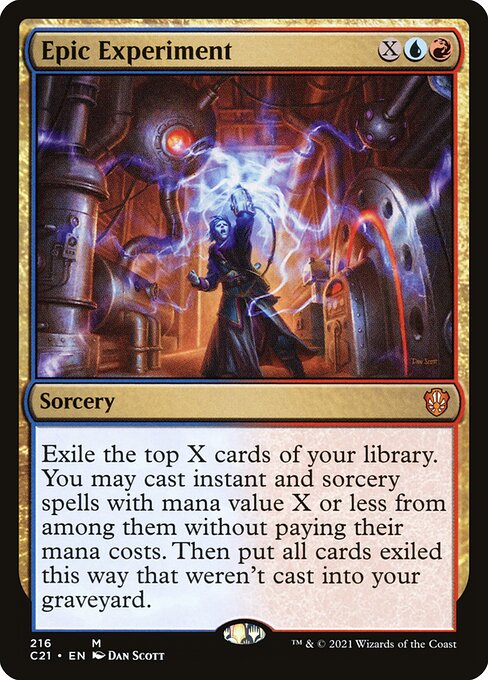 Epic Experiment X
Dan Scott
Sorcery
Exile the top X cards of your library.
You may cast instant and sorcery
spells with mana value X or less from
among them without paying their
mana costs. Then put all cards exiled
this way that weren't cast into your
graveyard.
216 M
C21 • EN Dan Scott
™ & © 2021 Wizards of the Coast